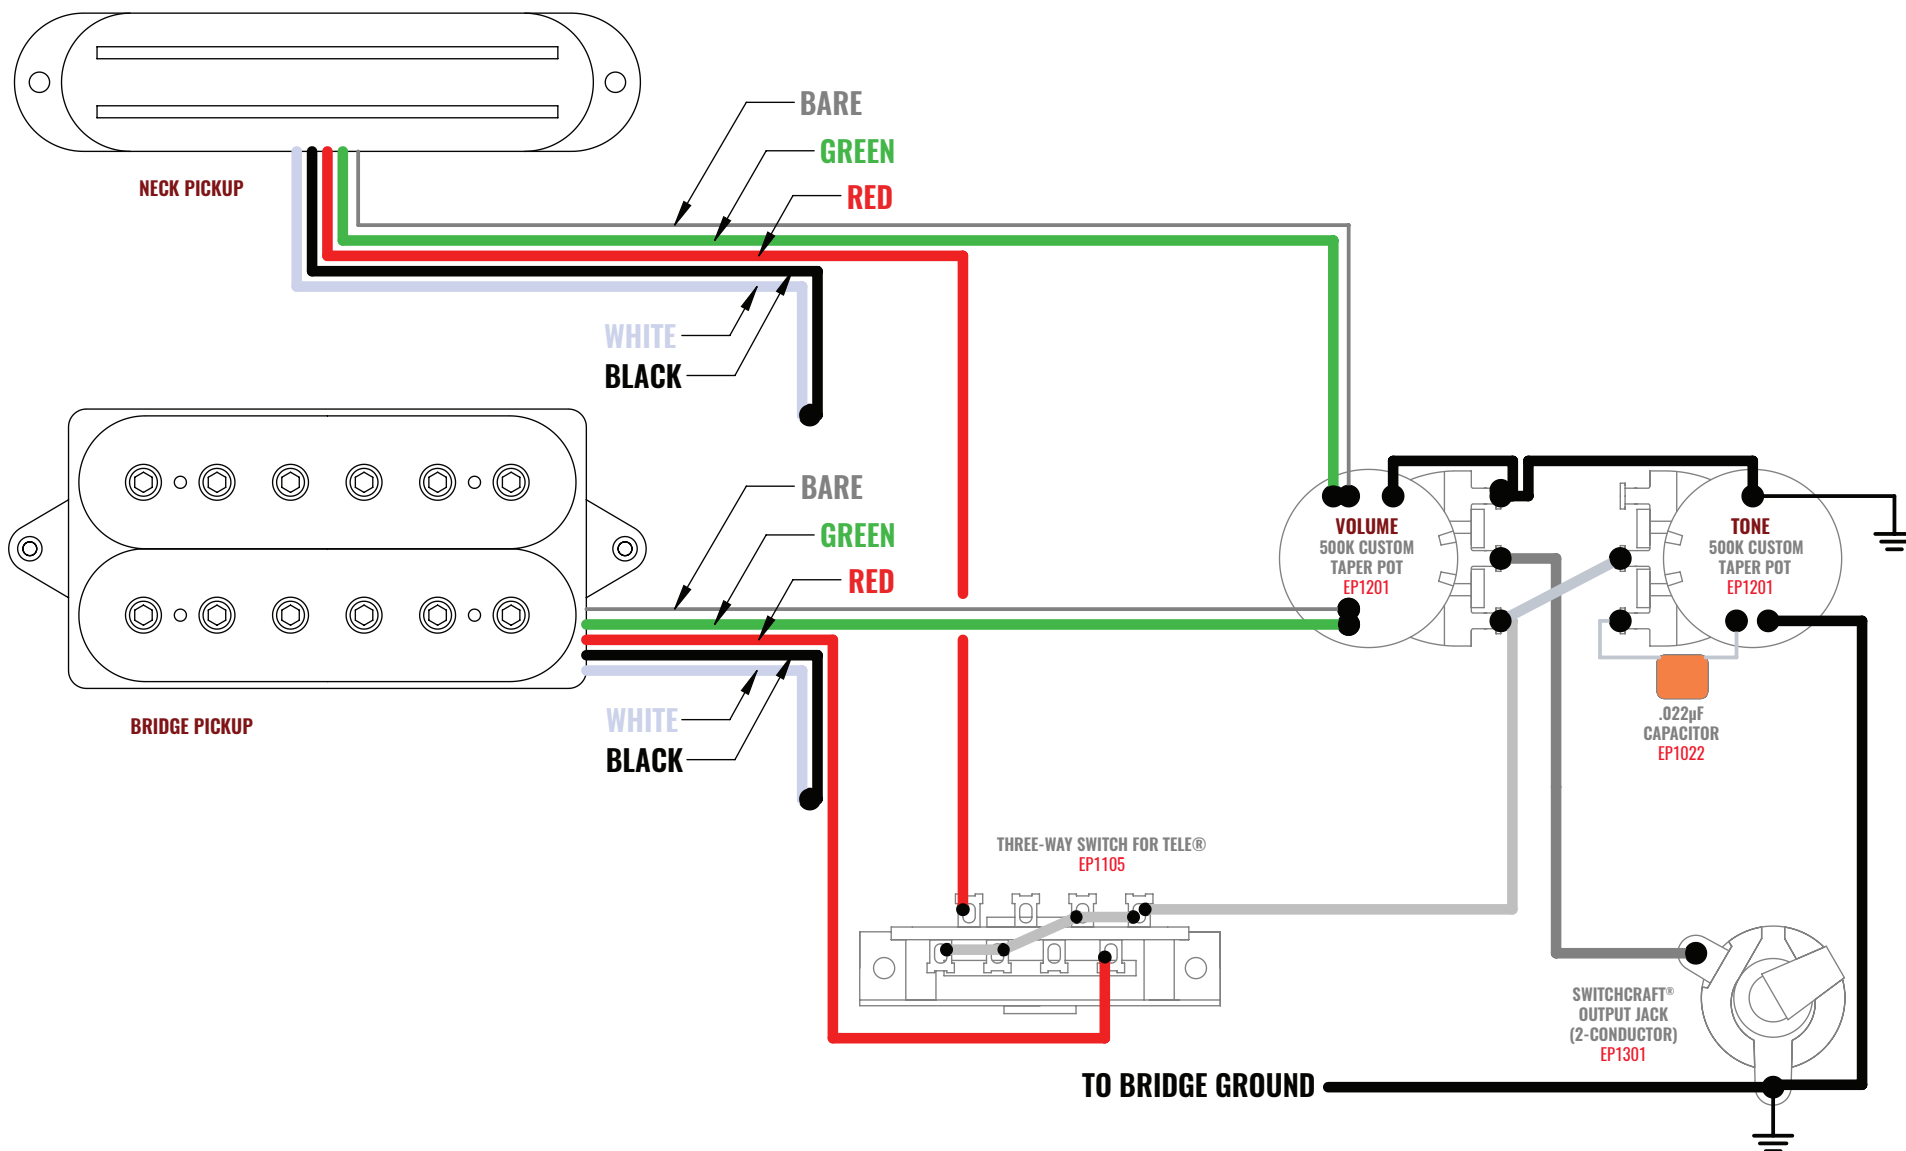 NECK PICKUP
BARE
GREEN
RED
WHITE
BLACK
BRIDGE PICKUP
BARE
GREEN
RED
WHITE
BLACK
VOLUME
500K CUSTOM
TAPER POT
EP1201
TONE
500K CUSTOM
TAPER POT
EP1201
.022µF
CAPACITOR
EP1022
THREE-WAY SWITCH FOR TELE®
EP1105
SWITCHCRAFT®
OUTPUT JACK
(2-CONDUCTOR)
EP1301
TO BRIDGE GROUND